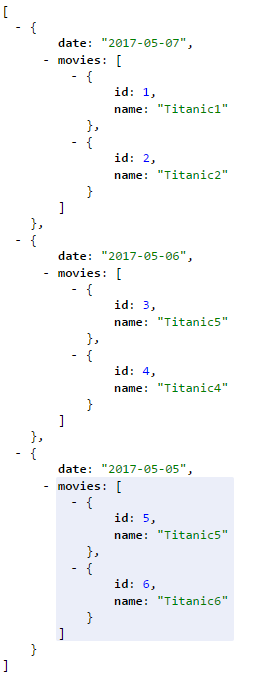 [
- {
date: "2017-05-07",
- movies: [
- {
id: 1,
name: "Titanic1"
},
- {
id: 2,
name: "Titanic2"
}
]
},
- {
date: "2017-05-06",
- movies: [
- {
id: 3,
name: "Titanic5"
},
- {
id: 4,
name: "Titanic4"
}
]
},
- {
date: "2017-05-05",
- movies: [
- {
id: 5,
name: "Titanic5"
},
- {
id: 6,
name: "Titanic6"
}
]
}
]